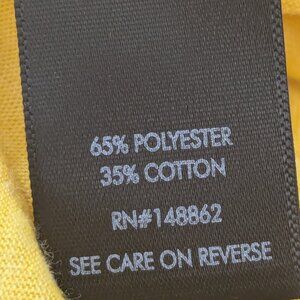 65% POLYESTER
35% COTTON
RN#148862
SEE CARE ON REVERSE